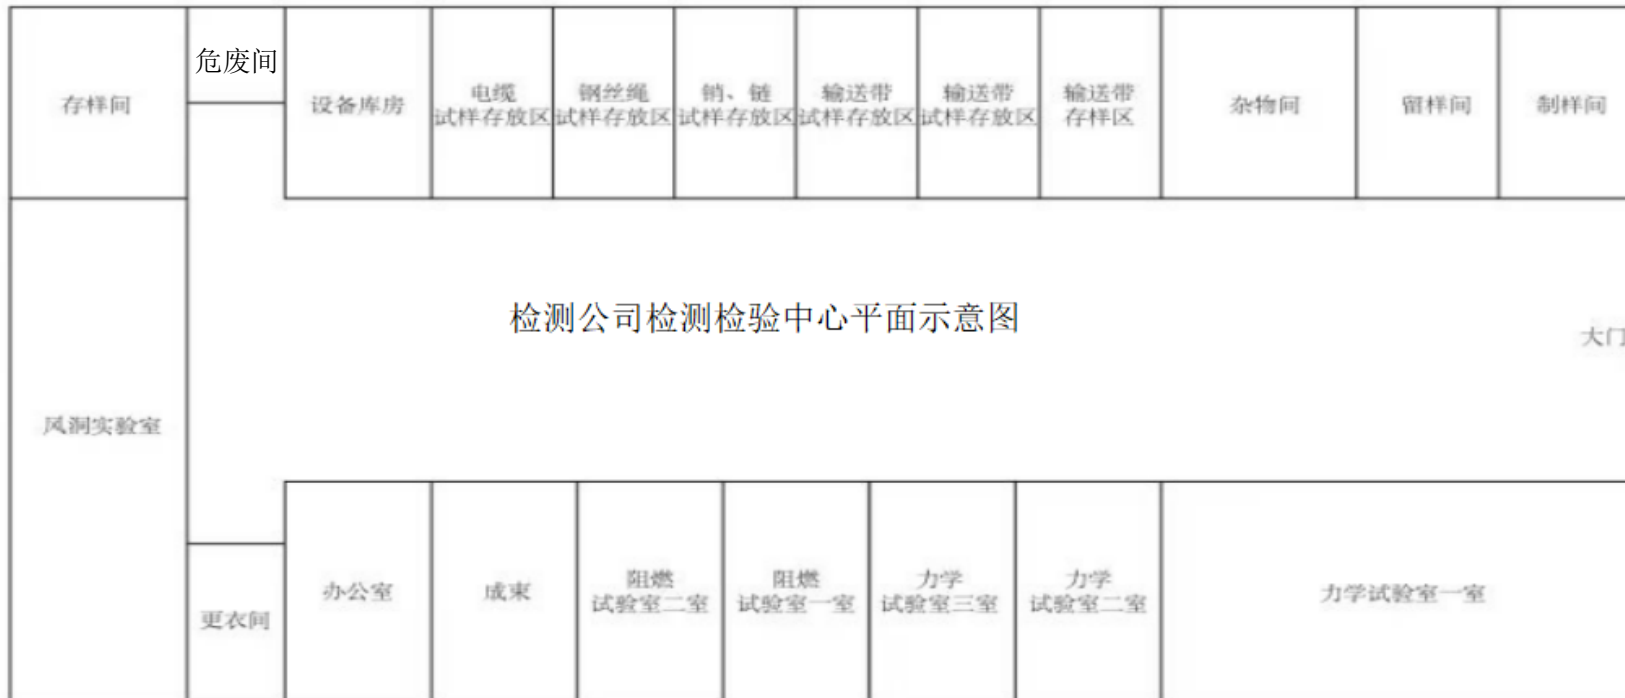 存样间
危废间
设备库房
电缆
试样存放区
钢丝绳
试样存放区
销、链
试样存放区
输送带
试样存放区
输送带
试样存放区
输送带
存样区
杂物间
留样间
制样间
检测公司检测检验中心平面示意图
大门
风洞实验室
更衣间
办公室
成束
阻燃
试验室二室
阻燃
试验室一室
力学
试验室三室
力学
试验室二室
力学试验室一室